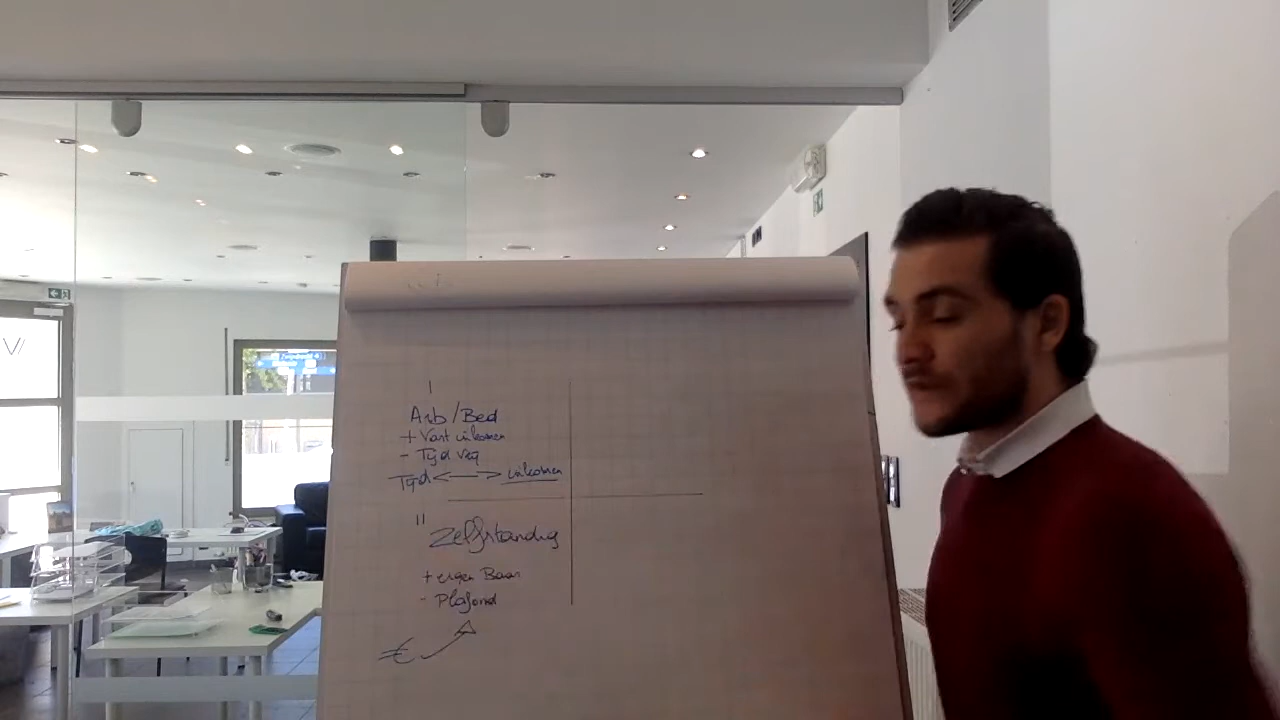 I
Arb/Bed
+ Vast inkomen
- Tijd weg
Tijd <-> inkomen
II
Zelfstandig
+ eigen Baas
- Plafond
€